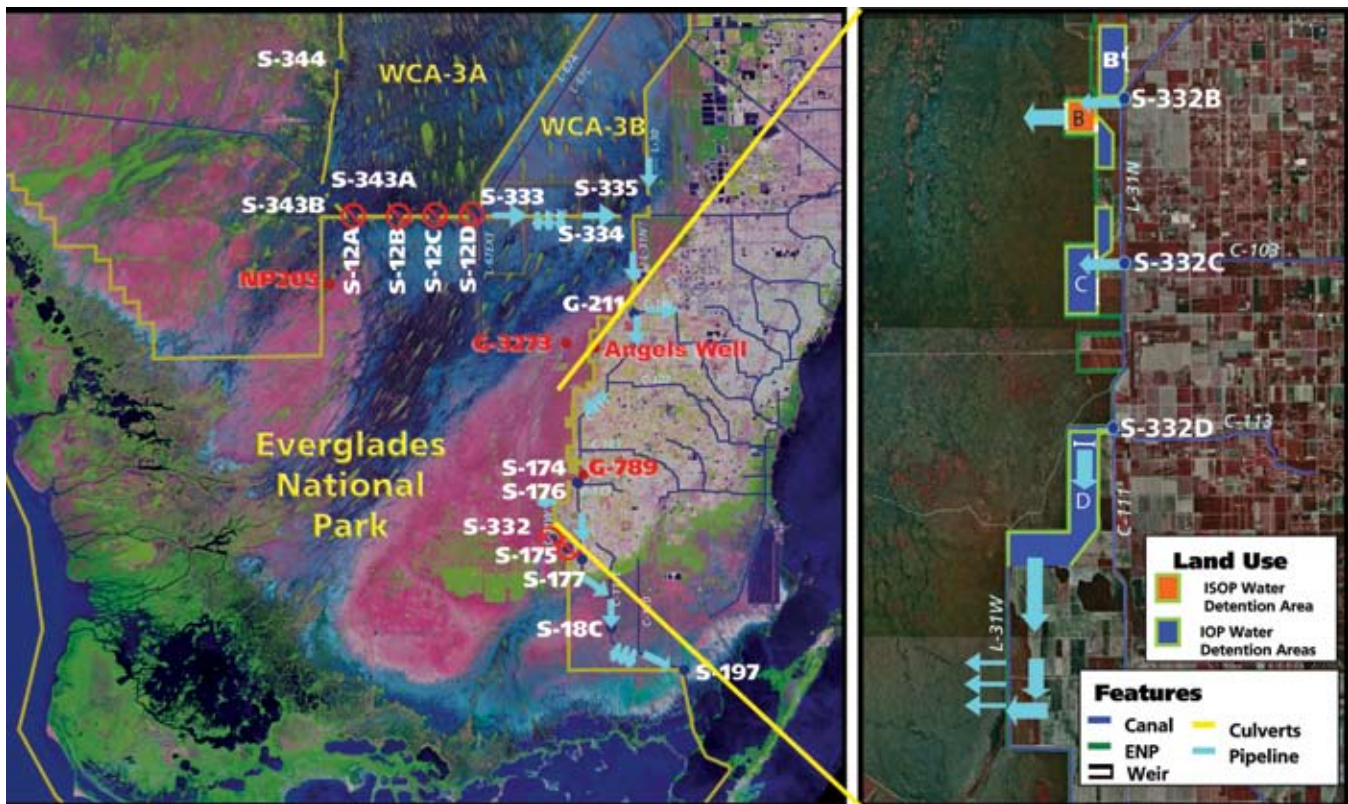 S-344
WCA-3A
WCA-3B
L-30
S-343A
S-343B
S-333
S-335
S-334
S-12A
S-12B
S-12C
S-12D
L-31N
NP205
G-211
G-3273
Angels Well
Everglades
National
Park
S-174
G-789
S-176
S-332
S-175
S-177
S-18C
S-197
B
S-332B
B
L-31N
S-332C
C-103
C
S-332D
C-113
D
C-111
L-31W
Land Use
ISOP Water
Detention Area
IOP Water
Detention Areas
Features
Canal
Culverts
ENP
Pipeline
Weir